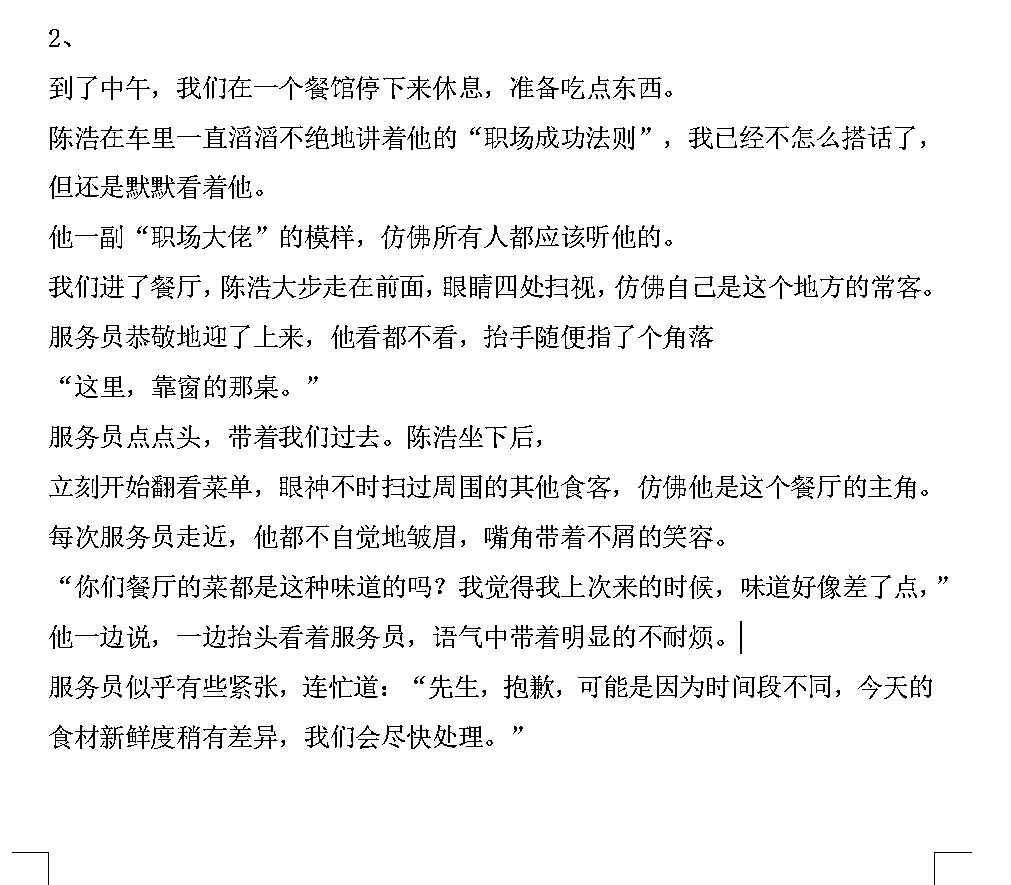 2、
到了中午，我们在一个餐馆停下来休息，准备吃点东西。
陈浩在车里一直滔滔不绝地讲着他的“职场成功法则”，我已经不怎么搭话了，
但还是默默看着他。
他一副“职场大佬”的模样，仿佛所有人都应该听他的。
我们进了餐厅，陈浩大步走在前面，眼睛四处扫视，仿佛自己是这个地方的常客。
服务员恭敬地迎了上来，他看都不看，抬手随便指了个角落
“这里，靠窗的那桌。”
服务员点点头，带着我们过去。陈浩坐下后，
立刻开始翻看菜单，眼神不时扫过周围的其他食客，仿佛他是这个餐厅的主角。
每次服务员走近，他都不自觉地皱眉，嘴角带着不屑的笑容。
“你们餐厅的菜都是这种味道的吗？我觉得我上次来的时候，味道好像差了点，”
他一边说，一边抬头看着服务员，语气中带着明显的不耐烦。
服务员似乎有些紧张，连忙道：“先生，抱歉，可能是因为时间段不同，今天的
食材新鲜度稍有差异，我们会尽快处理。”